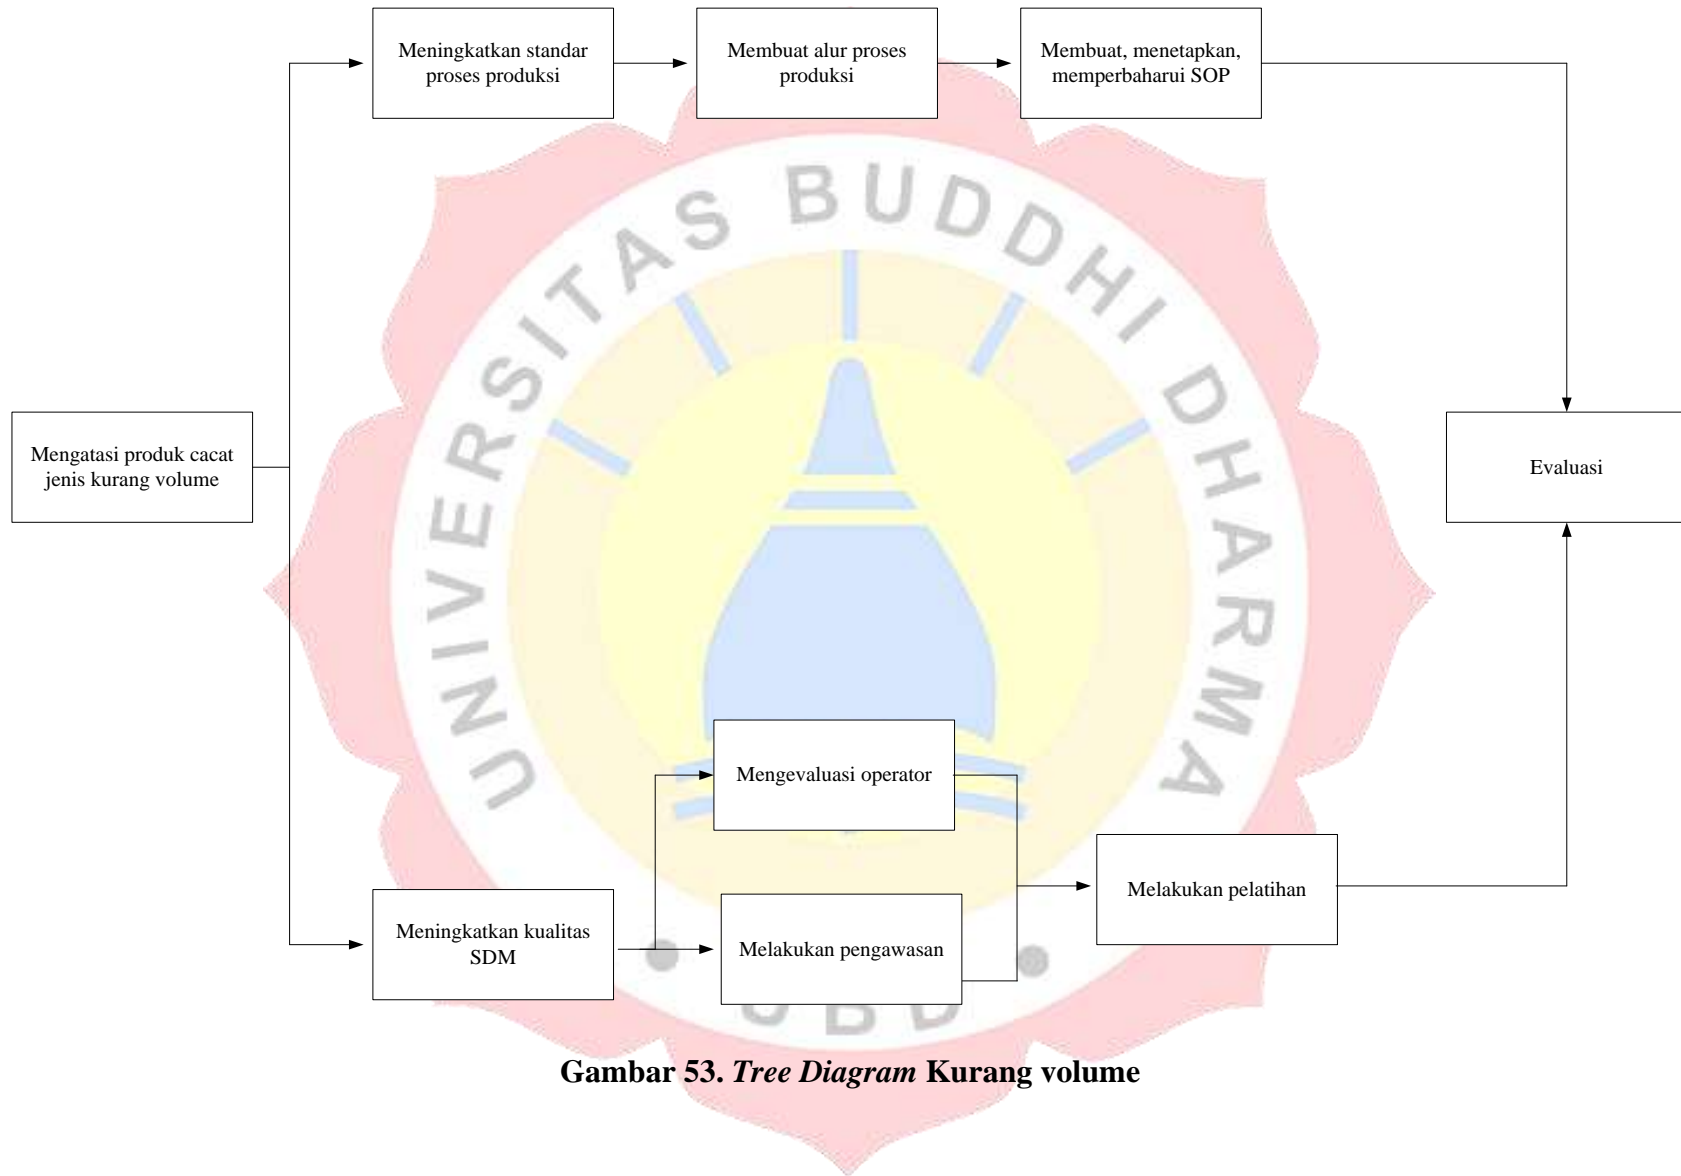 Meningkatkan standar
proses produksi
Membuat alur proses
produksi
Membuat, menetapkan,
memperbaharui SOP
UNIVERSITAS BUDDHI DHARMA
Mengatasi produk cacat
jenis kurang volume
Evaluasi
Mengevaluasi operator
Melakukan pelatihan
Meningkatkan kualitas
SDM
Melakukan pengawasan
UBD
Gambar 53. Tree Diagram Kurang volume